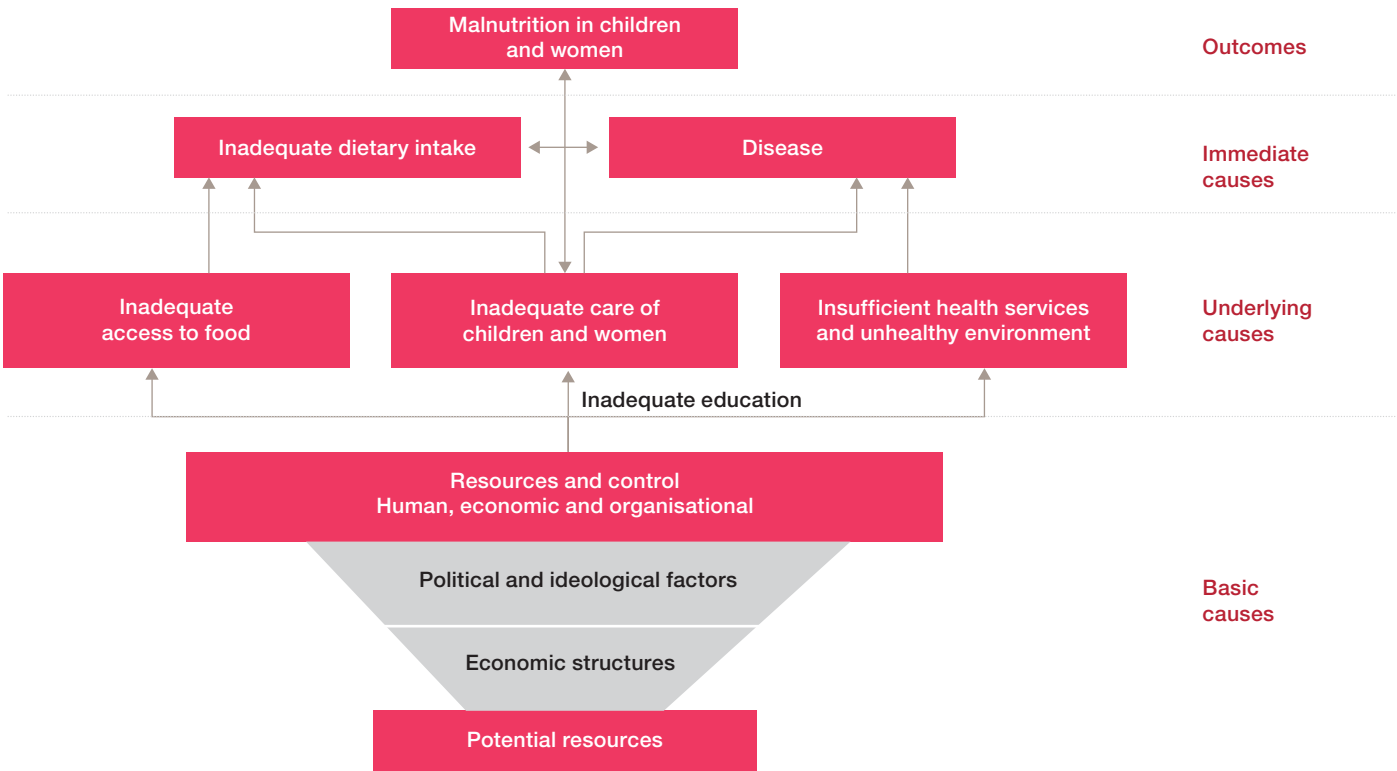 Malnutrition in children
and women
Outcomes
Inadequate dietary intake
Disease
Immediate
causes
Inadequate
access to food
Inadequate care of
children and women
Insufficient health services
and unhealthy environment
Underlying
causes
Inadequate education
Resources and control
Human, economic and organisational
Political and ideological factors
Economic structures
Basic
causes
Potential resources